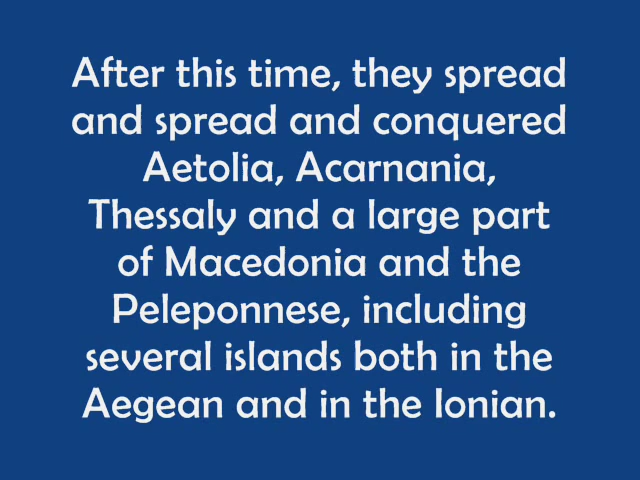 After this time, they spread
and spread and conquered
Aetolia, Acarnania,
Thessaly and a large part
of Macedonia and the
Peleponnese, including
several islands both in the
Aegean and in the Ionian.